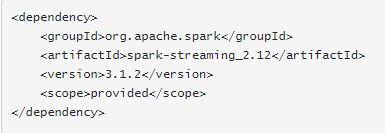 <dependency>
    <groupId>org.apache.spark</groupId>
    <artifactId>spark-streaming_2.12</artifactId>
    <version>3.1.2</version>
    <scope>provided</scope>
</dependency>